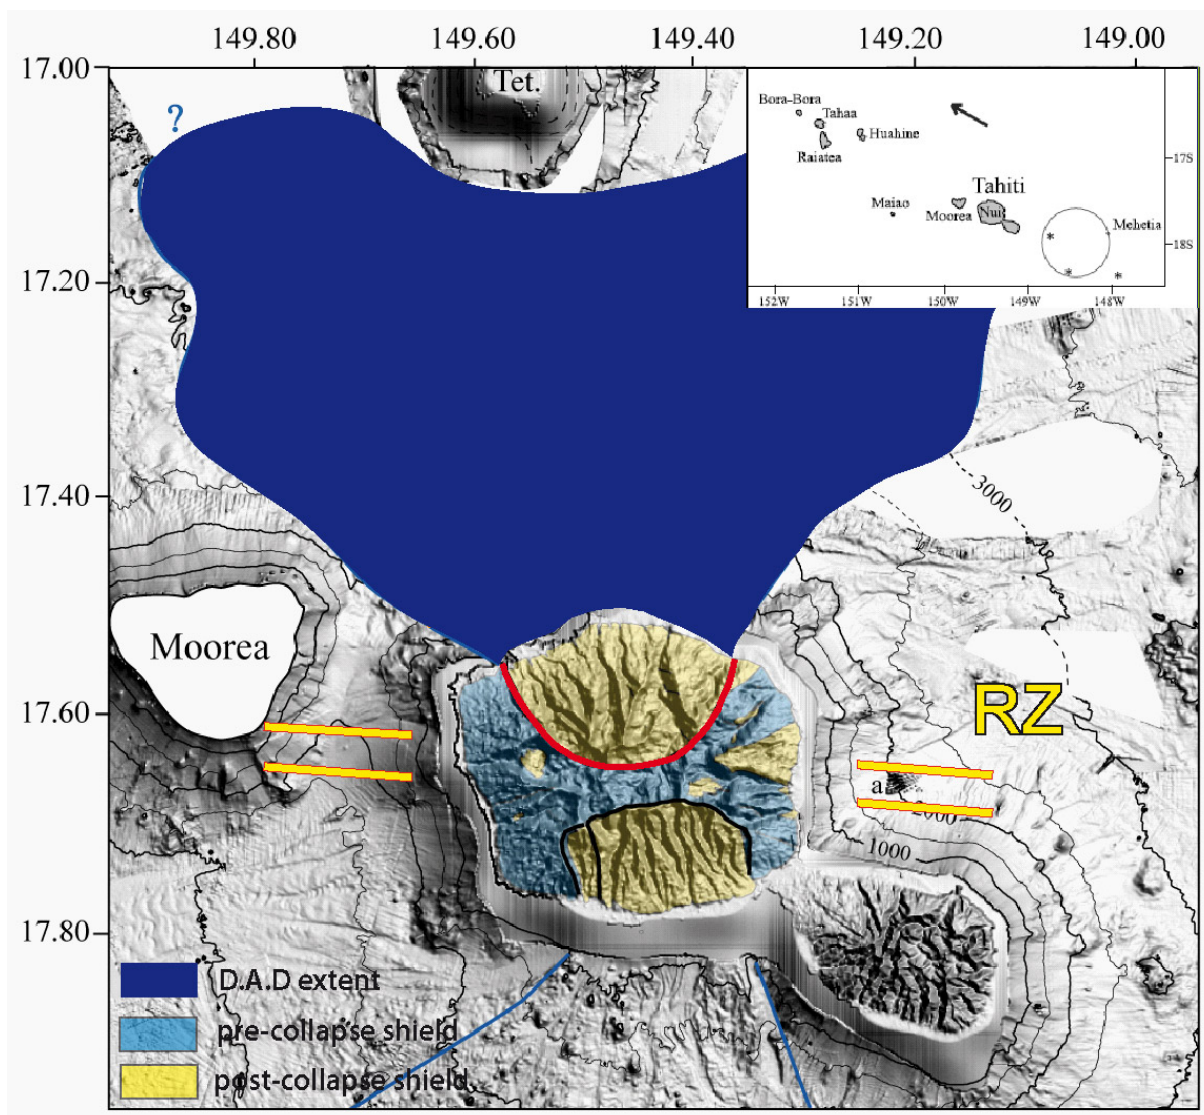 149.80 149.60 149.40 149.20 149.00
17.00
17.20
17.40
17.60
17.80
?
Tet.
Bora-Bora
Tahaa
Huahine
Raiatea
Tahiti
Maiao
Moorea
Nui
Mehetia
17S
18S
152W 151W 150W 149W 148W
3000
Moorea
RZ
a
2000
1000
D.A.D extent
pre-collapse shield
post-collapse shield